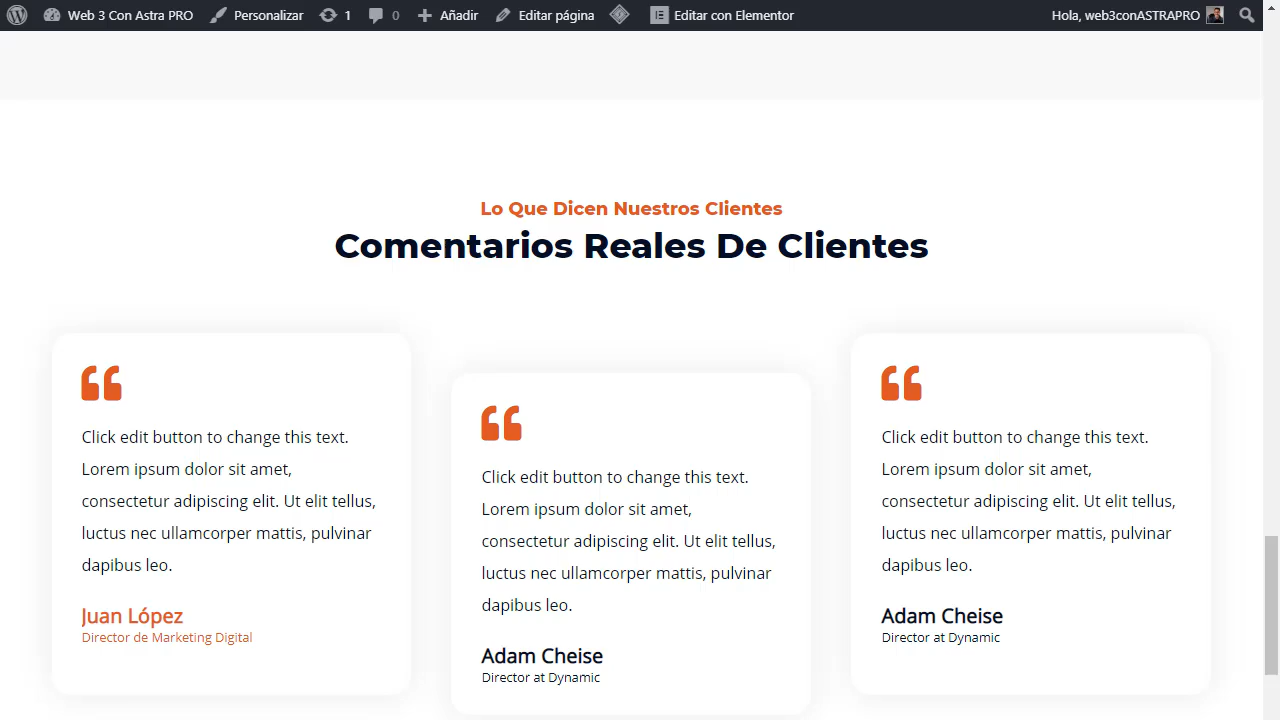 Web 3 Con Astra PRO Personalizar 1 0 Añadir Editar página Editar con Elementor Hola, web3conASTRAPRO
Lo Que Dicen Nuestros Clientes
Comentarios Reales De Clientes
Click edit button to change this text.
Lorem ipsum dolor sit amet,
consectetur adipiscing elit. Ut elit tellus,
luctus nec ullamcorper mattis, pulvinar
dapibus leo.
Juan López
Director de Marketing Digital
Click edit button to change this text.
Lorem ipsum dolor sit amet,
consectetur adipiscing elit. Ut elit tellus,
luctus nec ullamcorper mattis, pulvinar
dapibus leo.
Adam Cheise
Director at Dynamic
Click edit button to change this text.
Lorem ipsum dolor sit amet,
consectetur adipiscing elit. Ut elit tellus,
luctus nec ullamcorper mattis, pulvinar
dapibus leo.
Adam Cheise
Director at Dynamic